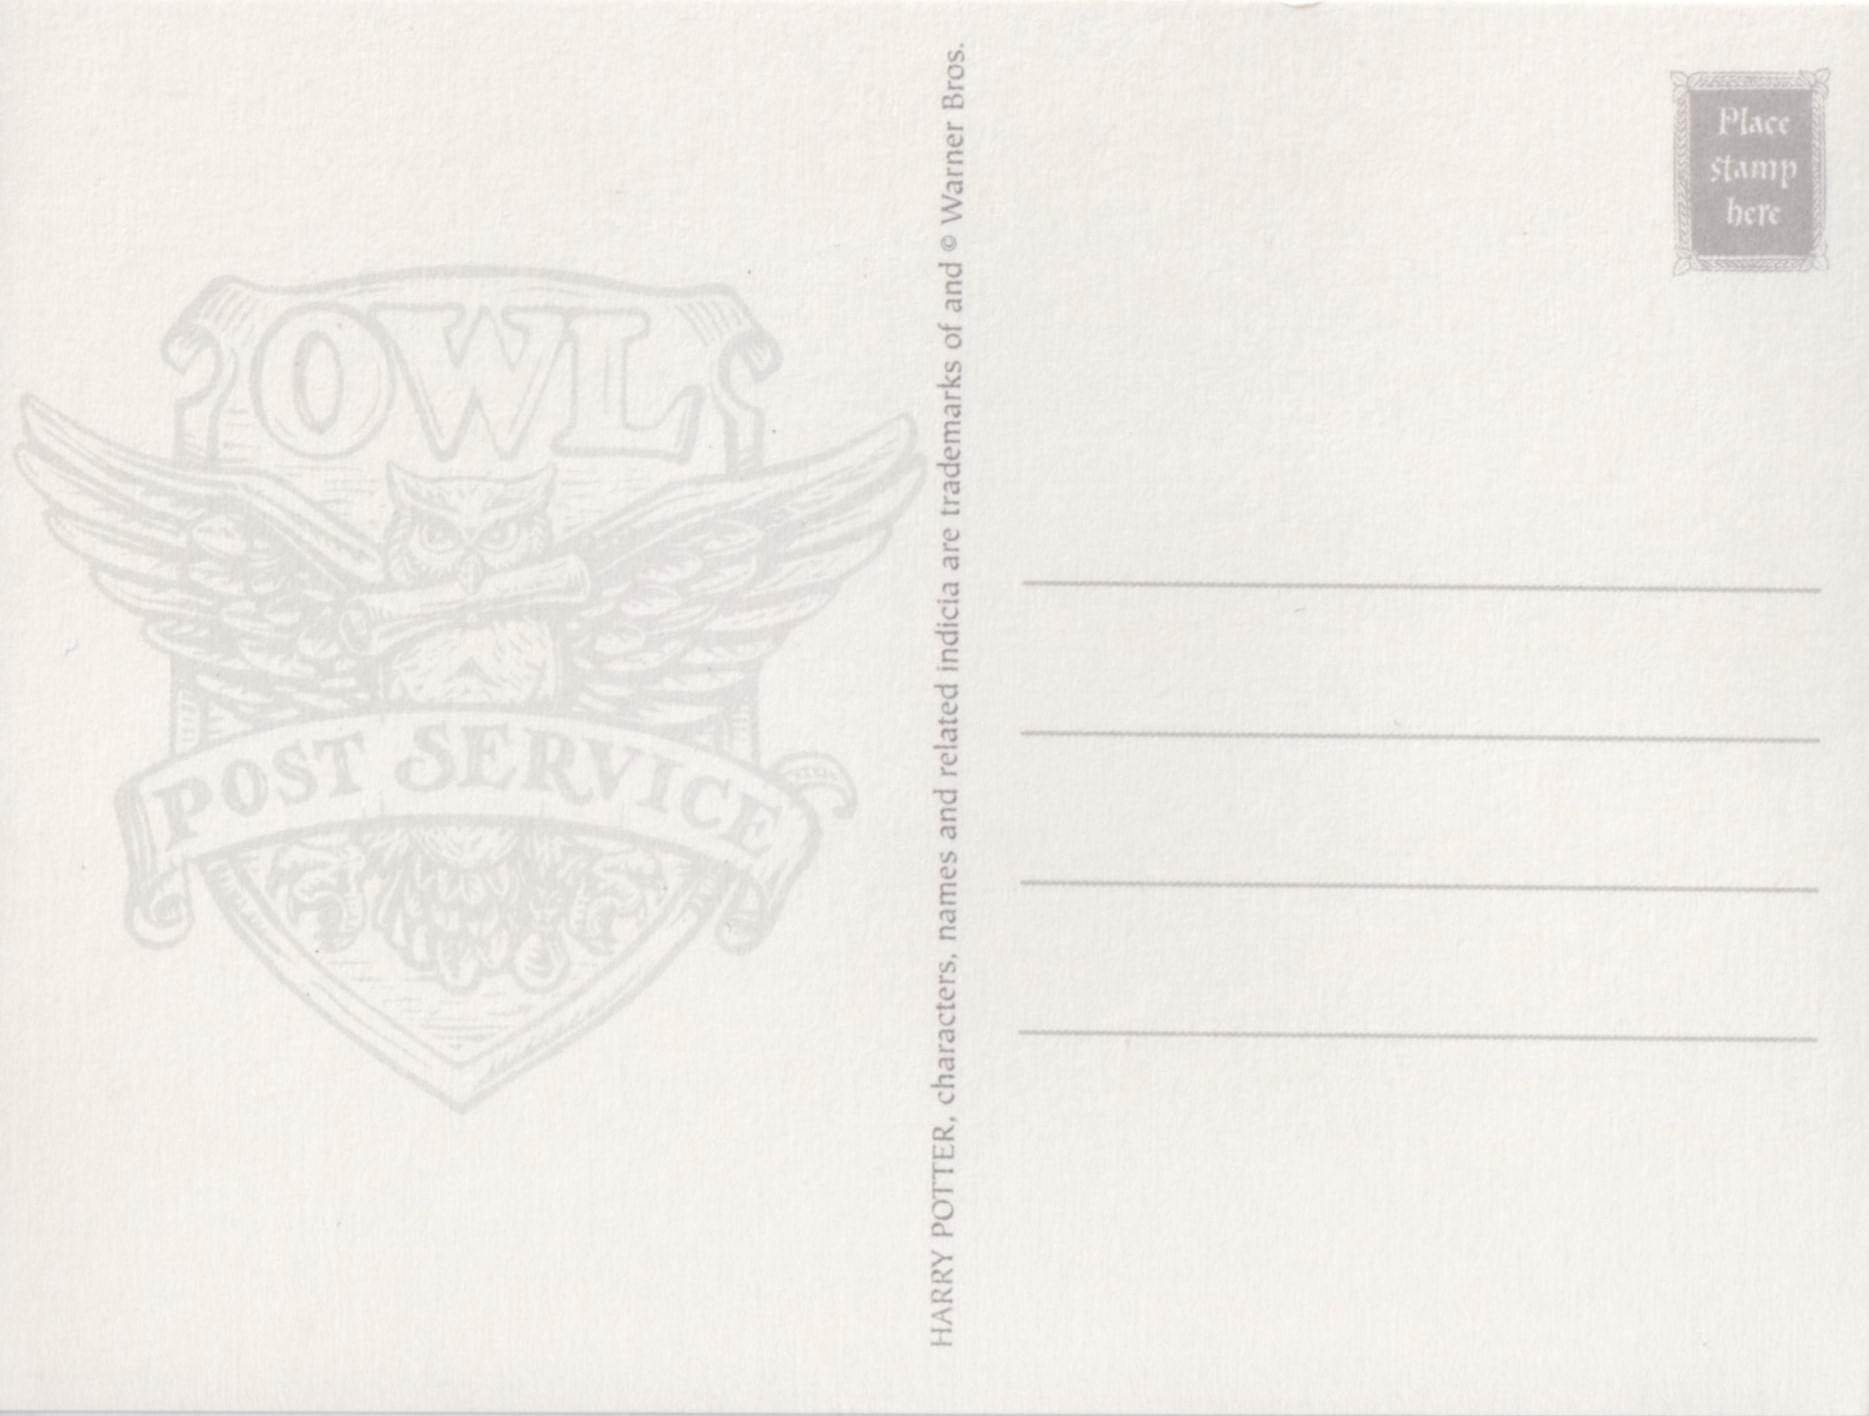 OWL
POST SERVICE
HARRY POTTER, characters, names and related indicia are trademarks of and © Warner Bros.
Place
stamp
here